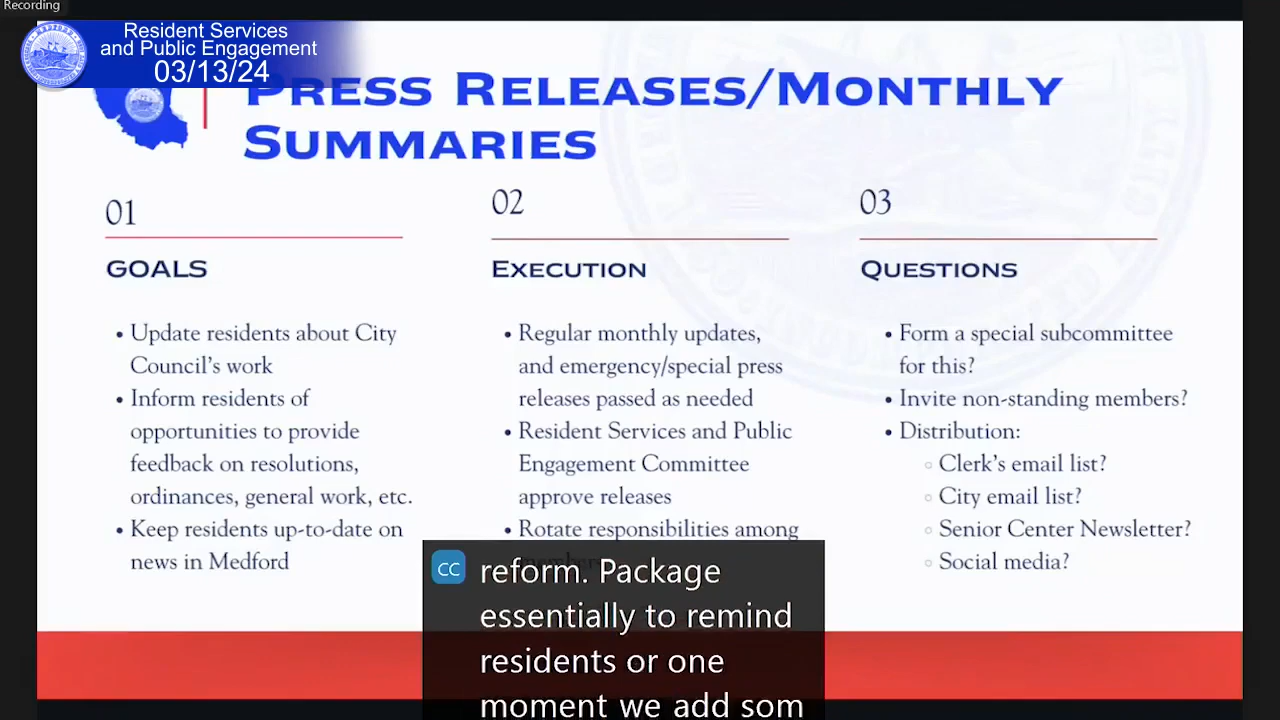 Recording
Resident Services
and Public Engagement
03/13/24
PRESS RELEASES/MONTHLY
SUMMARIES
01
GOALS
• Update residents about City
Council's work
• Inform residents of
opportunities to provide
feedback on resolutions,
ordinances, general work, etc.
• Keep residents up-to-date on
news in Medford
02
EXECUTION
• Regular monthly updates,
and emergency/special press
releases passed as needed
• Resident Services and Public
Engagement Committee
approve releases
• Rotate responsibilities among
03
QUESTIONS
• Form a special subcommittee
for this?
• Invite non-standing members?
• Distribution:
◦ Clerk's email list?
◦ City email list?
◦ Senior Center Newsletter?
◦ Social media?
CC
reform. Package
essentially to remind
residents or one
moment we add som